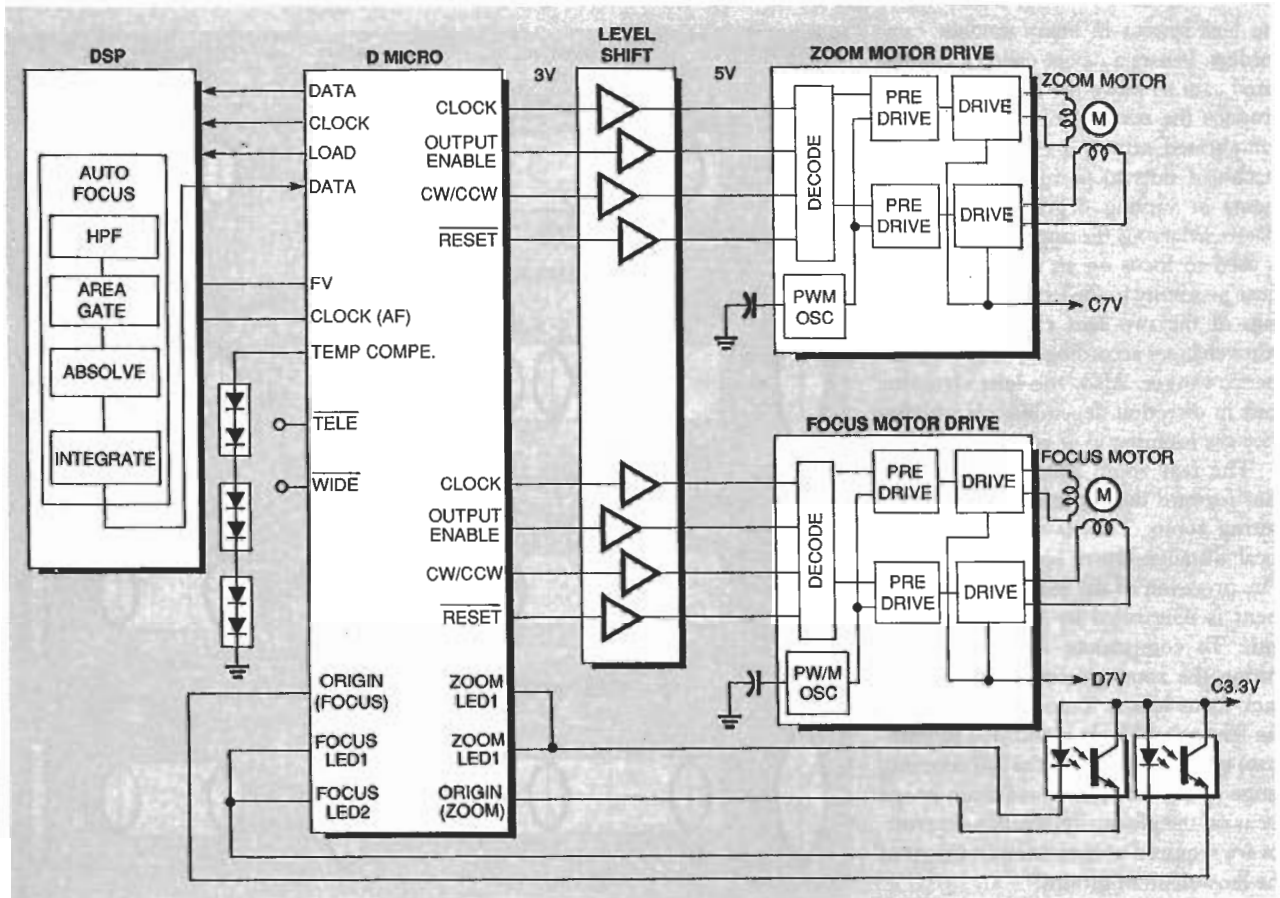 DSP
D MICRO
LEVEL
SHIFT
3V
5V
ZOOM MOTOR DRIVE
ZOOM MOTOR
DATA
CLOCK
LOAD
DATA
FV
CLOCK (AF)
TEMP COMPE.
TELE
WIDE
AUTO
FOCUS
HPF
AREA
GATE
ABSOLVE
INTEGRATE
CLOCK
OUTPUT
ENABLE
CW/CCW
RESET
DECODE
PRE
DRIVE
DRIVE
M
PRE
DRIVE
DRIVE
PWM
OSC
C7V
FOCUS MOTOR DRIVE
FOCUS MOTOR
CLOCK
OUTPUT
ENABLE
CW/CCW
RESET
DECODE
PRE
DRIVE
DRIVE
M
PRE
DRIVE
DRIVE
PW/M
OSC
D7V
C3.3V
ORIGIN
(FOCUS)
FOCUS
LED1
FOCUS
LED2
ZOOM
LED1
ZOOM
LED1
ORIGIN
(ZOOM)